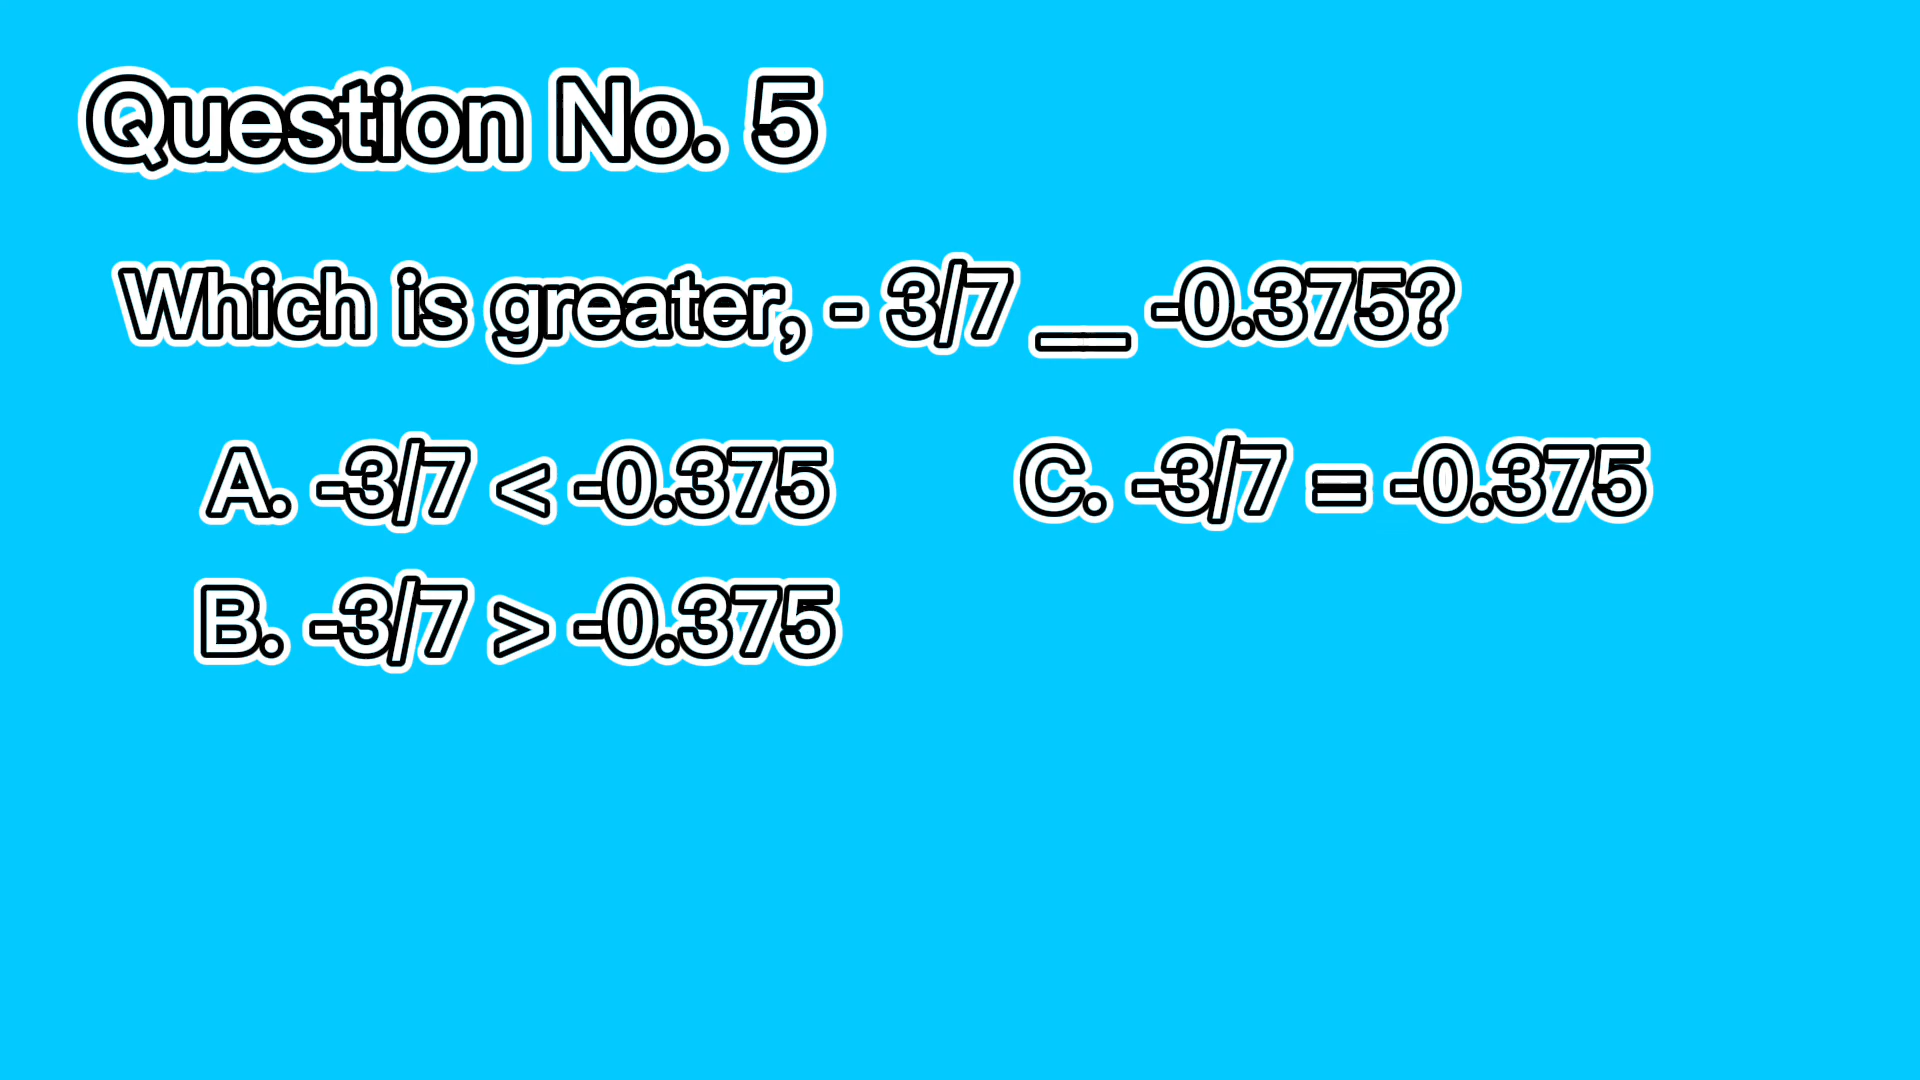 Question No. 5
Which is greater, - 3/7 __ -0.375?
A. -3/7 < -0.375
B. -3/7 > -0.375
C. -3/7 = -0.375